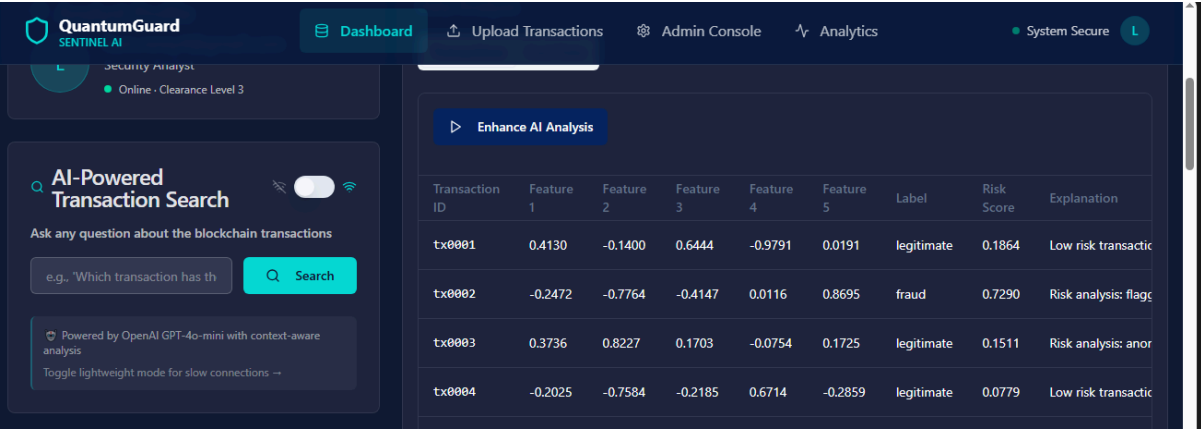 QuantumGuard
SENTINEL AI
Dashboard
Upload Transactions
Admin Console
Analytics
System Secure
L
L
Security Analyst
Online · Clearance Level 3
AI-Powered
Transaction Search
Ask any question about the blockchain transactions
e.g., "Which transaction has th
Search
Powered by OpenAI GPT-4o-mini with context-aware
analysis
Toggle lightweight mode for slow connections →
Enhance AI Analysis
Transaction ID Feature 1 Feature 2 Feature 3 Feature 4 Feature 5 Label Risk Score Explanation
tx0001 0.4130 -0.1400 0.6444 -0.9791 0.0191 legitimate 0.1864 Low risk transactic
tx0002 -0.2472 -0.7764 -0.4147 0.0116 0.8695 fraud 0.7290 Risk analysis: flagg
tx0003 0.3736 0.8227 0.1703 -0.0754 0.1725 legitimate 0.1511 Risk analysis: anor
tx0004 -0.2025 -0.7584 -0.2185 0.6714 -0.2859 legitimate 0.0779 Low risk transactic